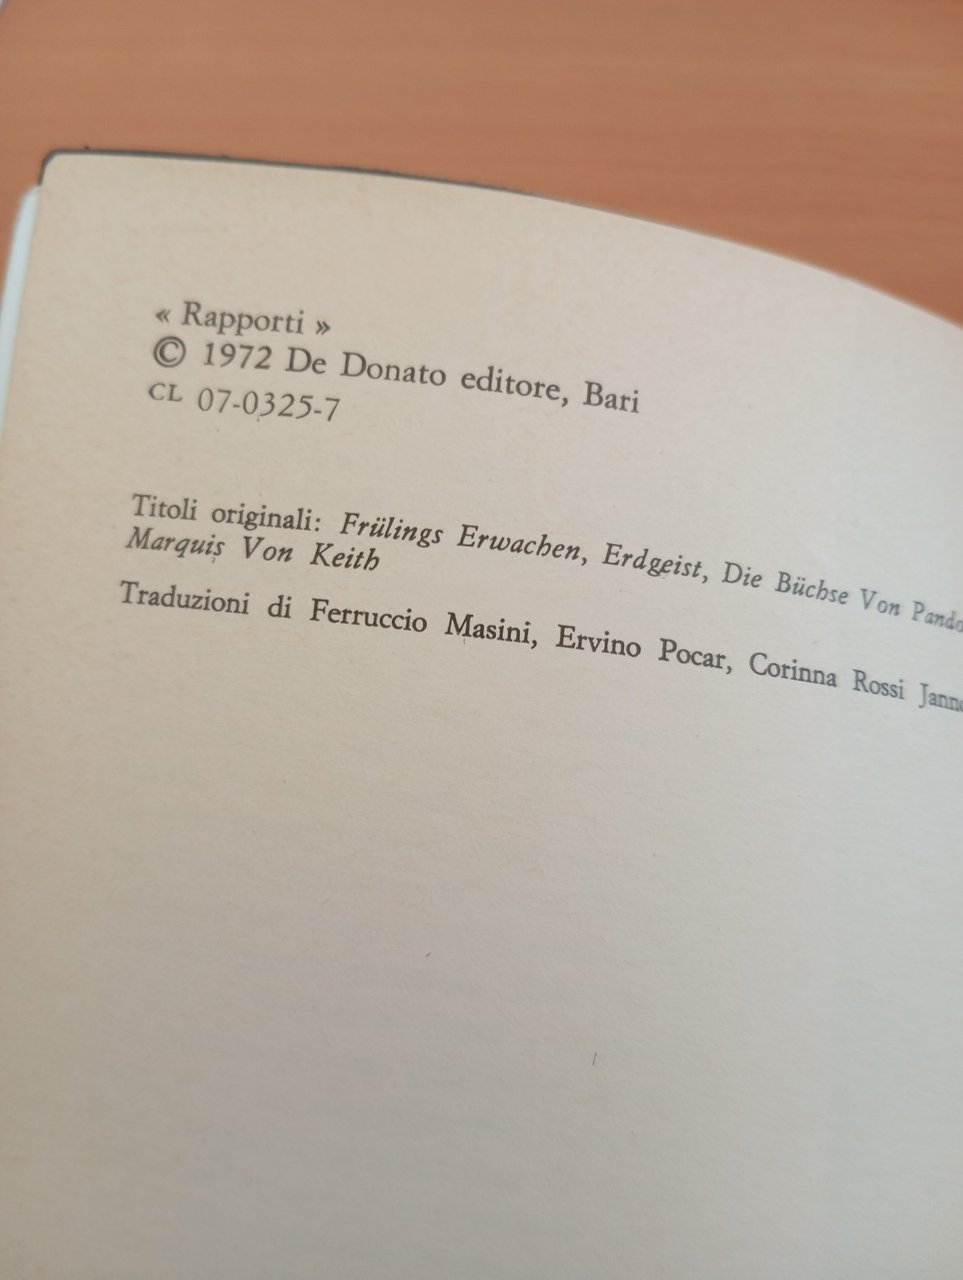 « Rapporti »
© 1972 De Donato editore, Bari
CL 07-0325-7
Titoli originali: Frülings Erwachen, Erdgeist, Die Büchse Von
Marquis Von Keith
Traduzioni di Ferruccio Masini, Ervino Pocar, Corinna Rossi